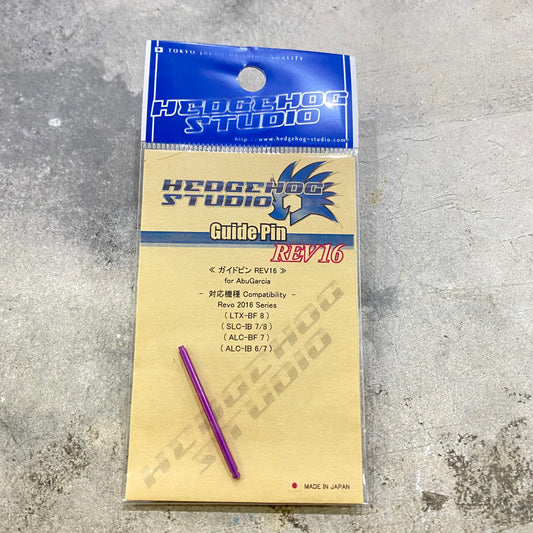 TOKYO JAPAN QUALITY
HEDGEHOG
STUDIO
http://www.hedgehog-studio.com/
HEDGEHOG
STUDIO
Guide Pin
REV16
≪ ガイドピン REV16 ≫
for AbuGarcia
- 対応機種 Compatibility -
Revo 2016 Series
( LTX-BF 8 )
( SLC-IB 7/8 )
( ALC-BF 7 )
( ALC-IB 6/7 )
HEDGEHOG
STUDIO
MADE IN JAPAN